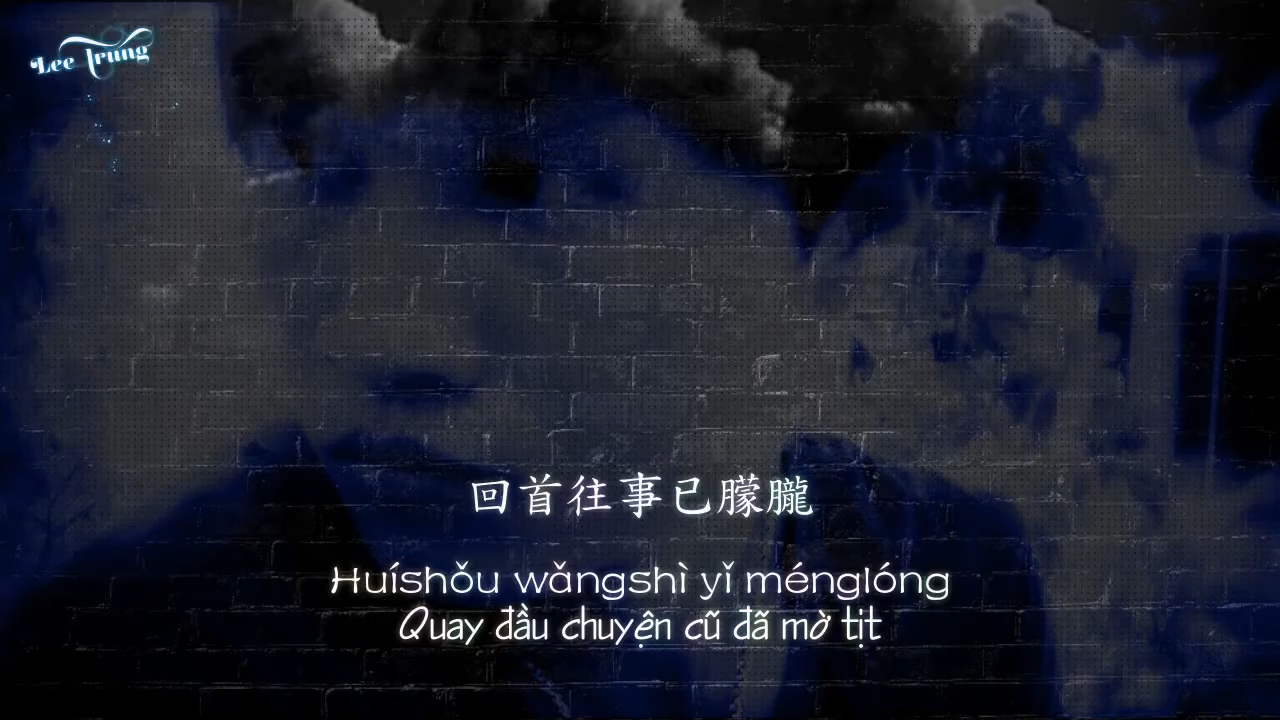 Lee Trung
回首往事已朦朧
Huíshǒu wǎngshì yǐ ménglóng
Quay đầu chuyện cũ đã mờ tịt